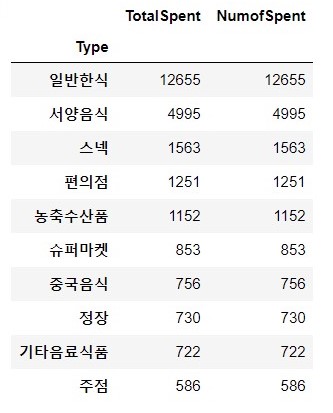 TotalSpent NumofSpent
Type
일반한식 12655 12655
서양음식 4995 4995
스넥 1563 1563
편의점 1251 1251
농축수산품 1152 1152
슈퍼마켓 853 853
중국음식 756 756
정장 730 730
기타음료식품 722 722
주점 586 586